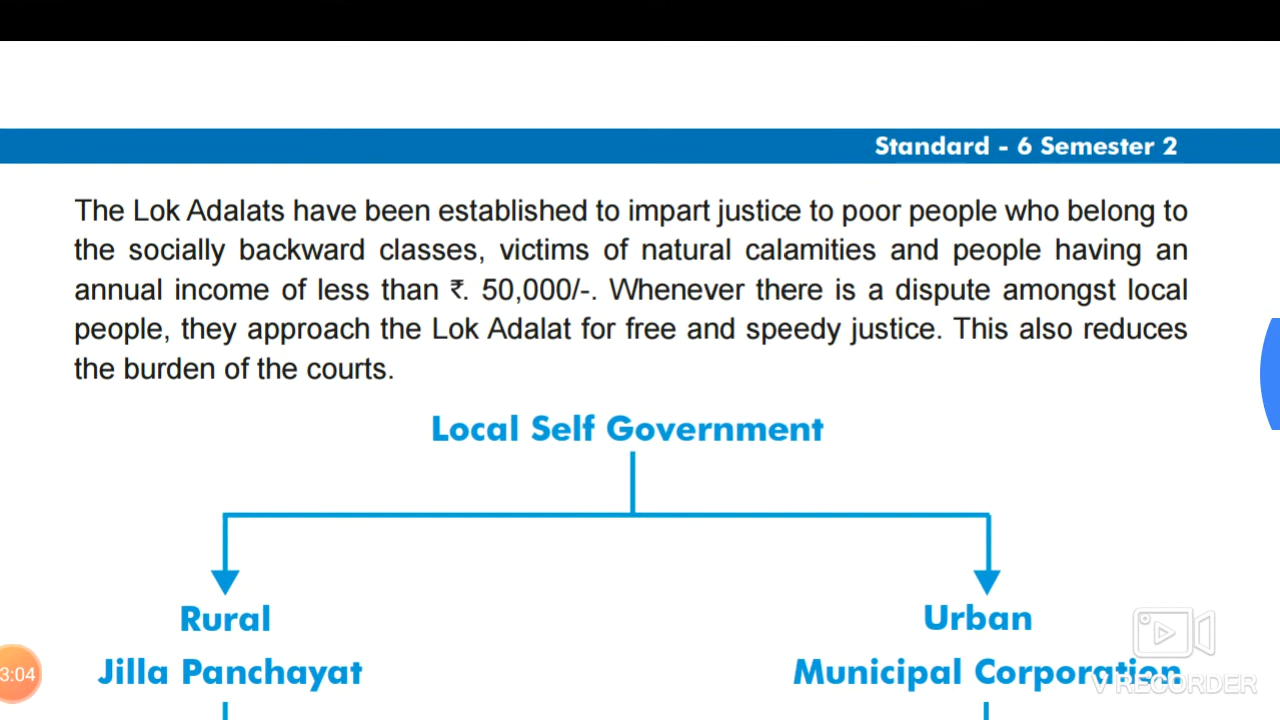 Standard - 6 Semester 2
The Lok Adalats have been established to impart justice to poor people who belong to
the socially backward classes, victims of natural calamities and people having an
annual income of less than ₹. 50,000/-. Whenever there is a dispute amongst local
people, they approach the Lok Adalat for free and speedy justice. This also reduces
the burden of the courts.
Local Self Government
Rural
Urban
Jilla Panchayat
Municipal Corporation
3:04
V RECORDER